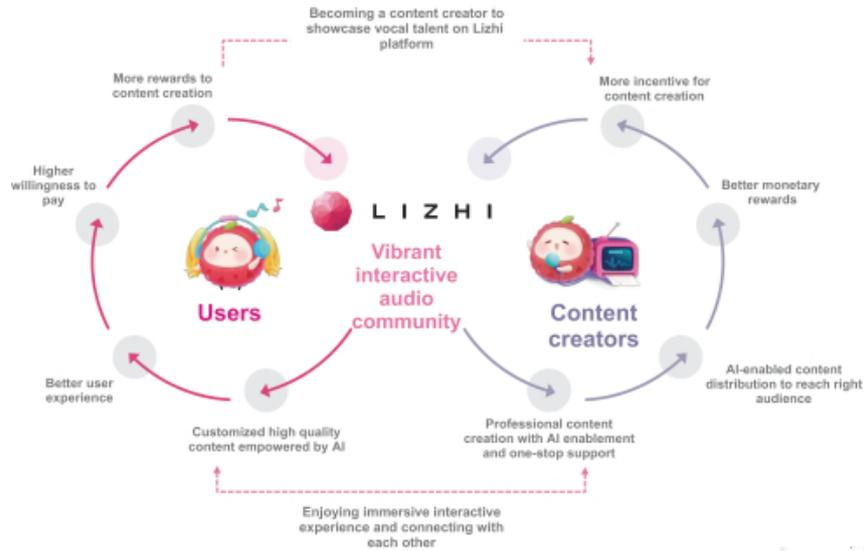 Becoming a content creator to
showcase vocal talent on Lizhi
platform
More rewards to
content creation
More incentive for
content creation
Higher
willingness to
pay
Better monetary
rewards
LIZHI
Vibrant
interactive
audio
community
Users
Content
creators
Better user
experience
AI-enabled content
distribution to reach right
audience
Customized high quality
content empowered by AI
Professional content
creation with AI enablement
and one-stop support
Enjoying immersive interactive
experience and connecting with
each other